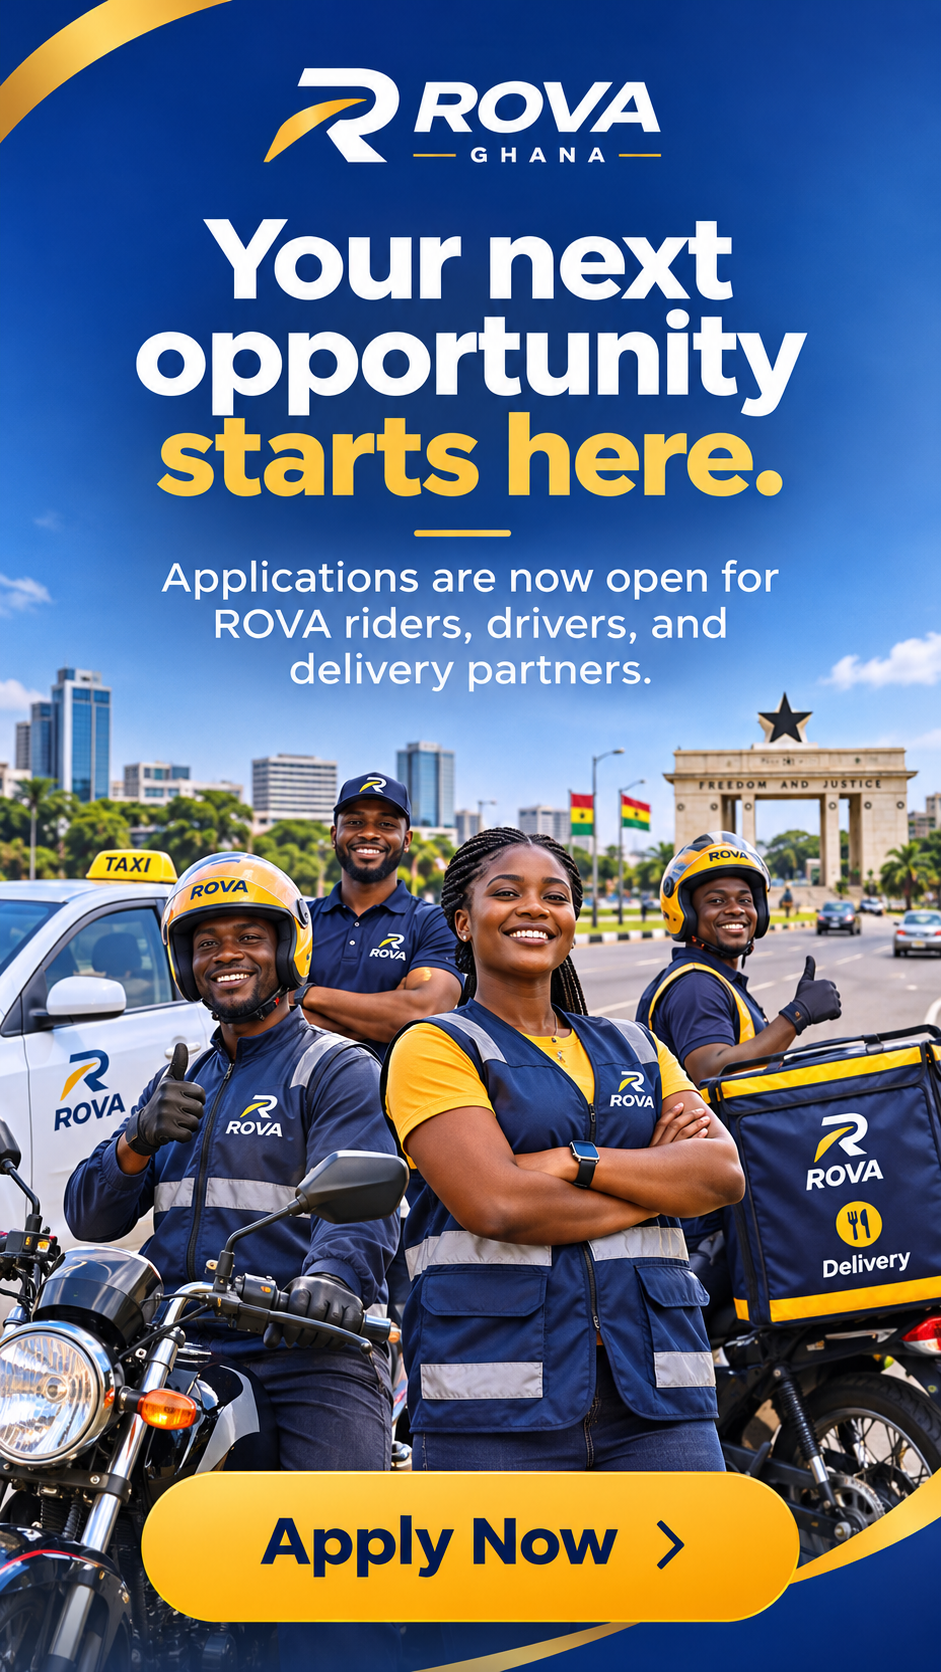 ROVA
GHANA
Your next
opportunity
starts here.
Applications are now open for
ROVA riders, drivers, and
delivery partners.
FREEDOM AND JUSTICE
TAXI
ROVA
ROVA
ROVA
ROVA
ROVA
ROVA
ROVA
Delivery
Apply Now